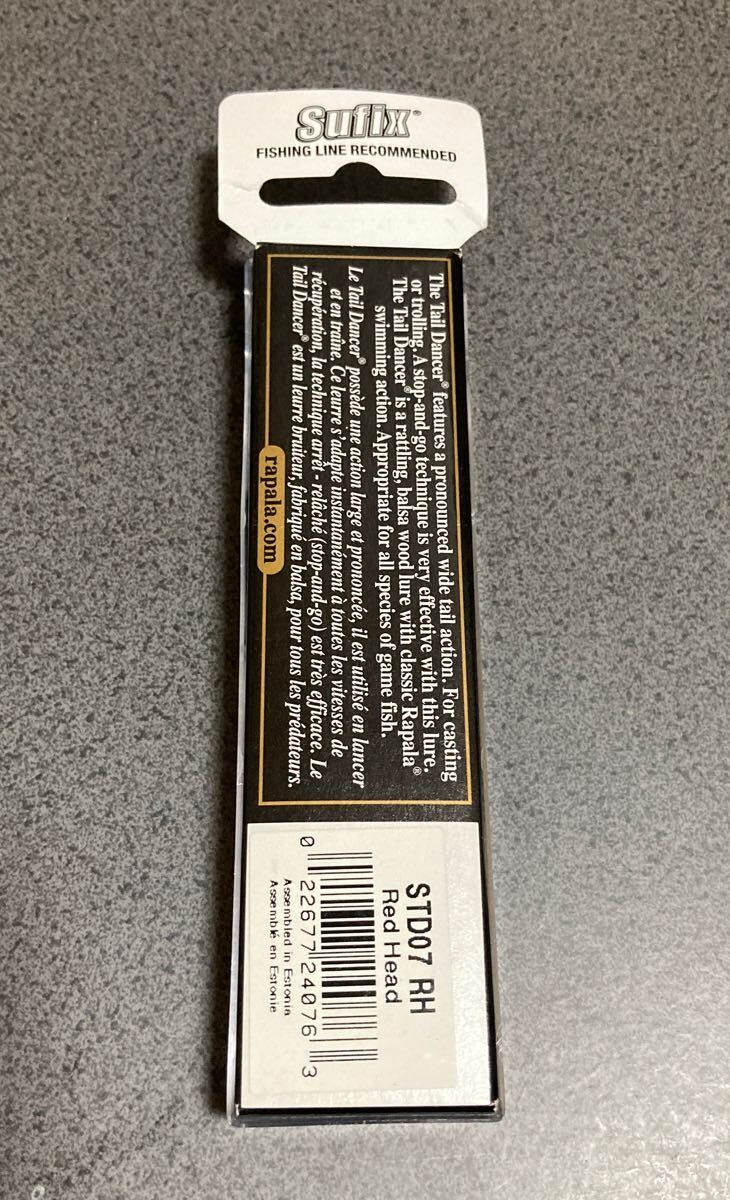 Sufix™
FISHING LINE RECOMMENDED
The Tail Dancer® features a pronounced wide tail action. For casting
or trolling. A stop-and-go technique is very effective with this lure.
The Tail Dancer® is a rattling, balsa wood lure with classic Rapala®
swimming action. Appropriate for all species of game fish.
Le Tail Dancer® possède une action large et prononcée, il est utilisé en lancer
et en traîne. Ce leurre s'adapte instantanément à toutes les vitesses de
récupération, la technique arrêt - relâché (stop-and-go) est très efficace. Le
Tail Dancer® est un leurre bruiteur, fabriqué en balsa, pour tous les prédateurs.
rapala.com
STD07 RH
Red Head
0 22677 24076 3
Assembled in Estonia
Assemblé en Estonie